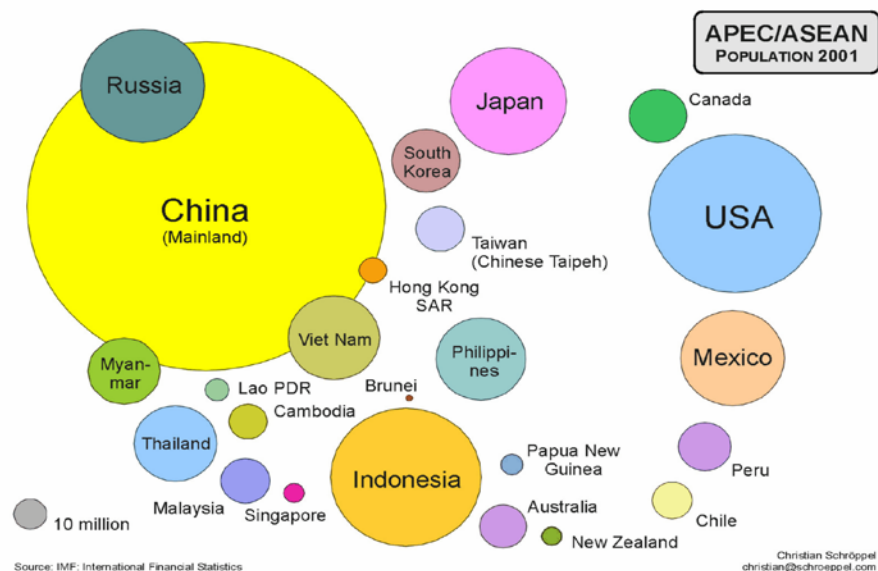 APEC/ASEAN
POPULATION 2001
Russia
Japan
Canada
South
Korea
China
(Mainland)
USA
Taiwan
(Chinese Taipeh)
Hong Kong
SAR
Viet Nam
Philippi-
nes
Mexico
Myan-
mar
Lao PDR
Brunei
Cambodia
Thailand
Indonesia
Papua New
Guinea
Peru
Malaysia
Singapore
Australia
Chile
10 million
New Zealand
Source: IMF: International Financial Statistics
Christian Schröppel
christian@schroeppel.com